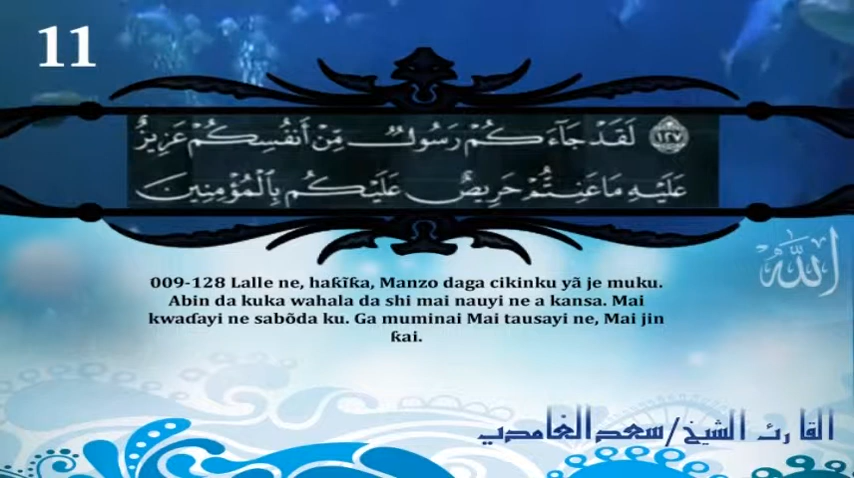 11
١٢٧ لَقَدْ جَآءَكُمْ رَسُولٌ مِّنْ أَنفُسِكُمْ عَزِيزٌ
عَلَيْهِ مَا عَنِتُّمْ حَرِيصٌ عَلَيْكُم بِالْمُؤْمِنِينَ
009-128 Lalle ne, haƙĩƙa, Manzo daga cikinku yã je muku.
Abin da kuka wahala da shi mai nauyi ne a kansa. Mai
kwaɗayi ne sabõda ku. Ga muminai Mai tausayi ne, Mai jin
ƙai.
الله
القارئ الشيخ/سعد الغامدي